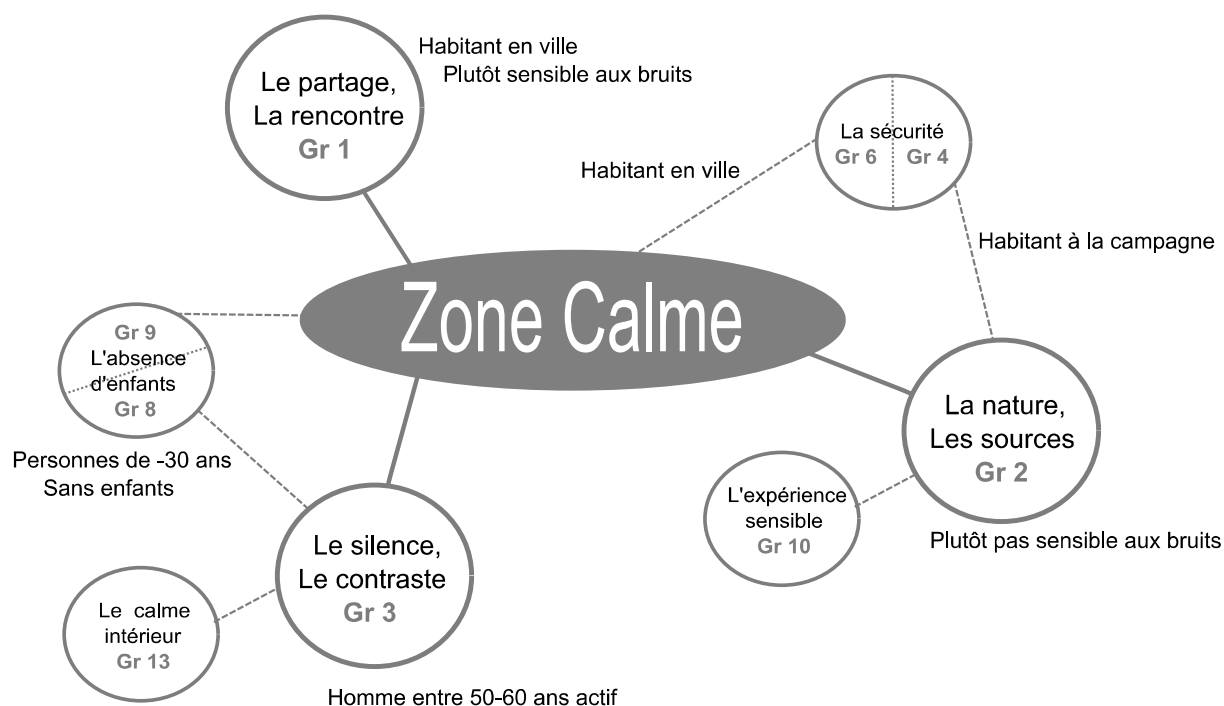 Le partage,
La rencontre
Gr 1
Habitant en ville
Plutôt sensible aux bruits
La sécurité
Gr 6 Gr 4
Habitant en ville
Habitant à la campagne
Zone Calme
Gr 9
L'absence
d'enfants
Gr 8
Personnes de -30 ans
Sans enfants
La nature,
Les sources
Gr 2
Plutôt pas sensible aux bruits
L'expérience
sensible
Gr 10
Le silence,
Le contraste
Gr 3
Le calme
intérieur
Gr 13
Homme entre 50-60 ans actif